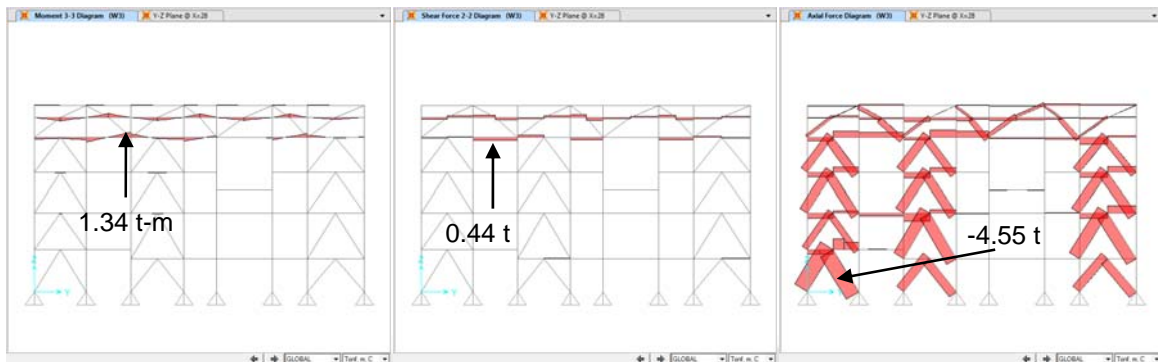 Moment 3-3 Diagram (W3)
Y-Z Plane @ X=28
Shear Force 2-2 Diagram (W3)
Y-Z Plane @ X=28
Axial Force Diagram (W3)
Y-Z Plane @ X=28
1.34 t-m
0.44 t
-4.55 t
Z
Y
Z
Y
Z
Y
GLOBAL
Tonf, m, C
GLOBAL
Tonf, m, C
GLOBAL
Tonf, m, C